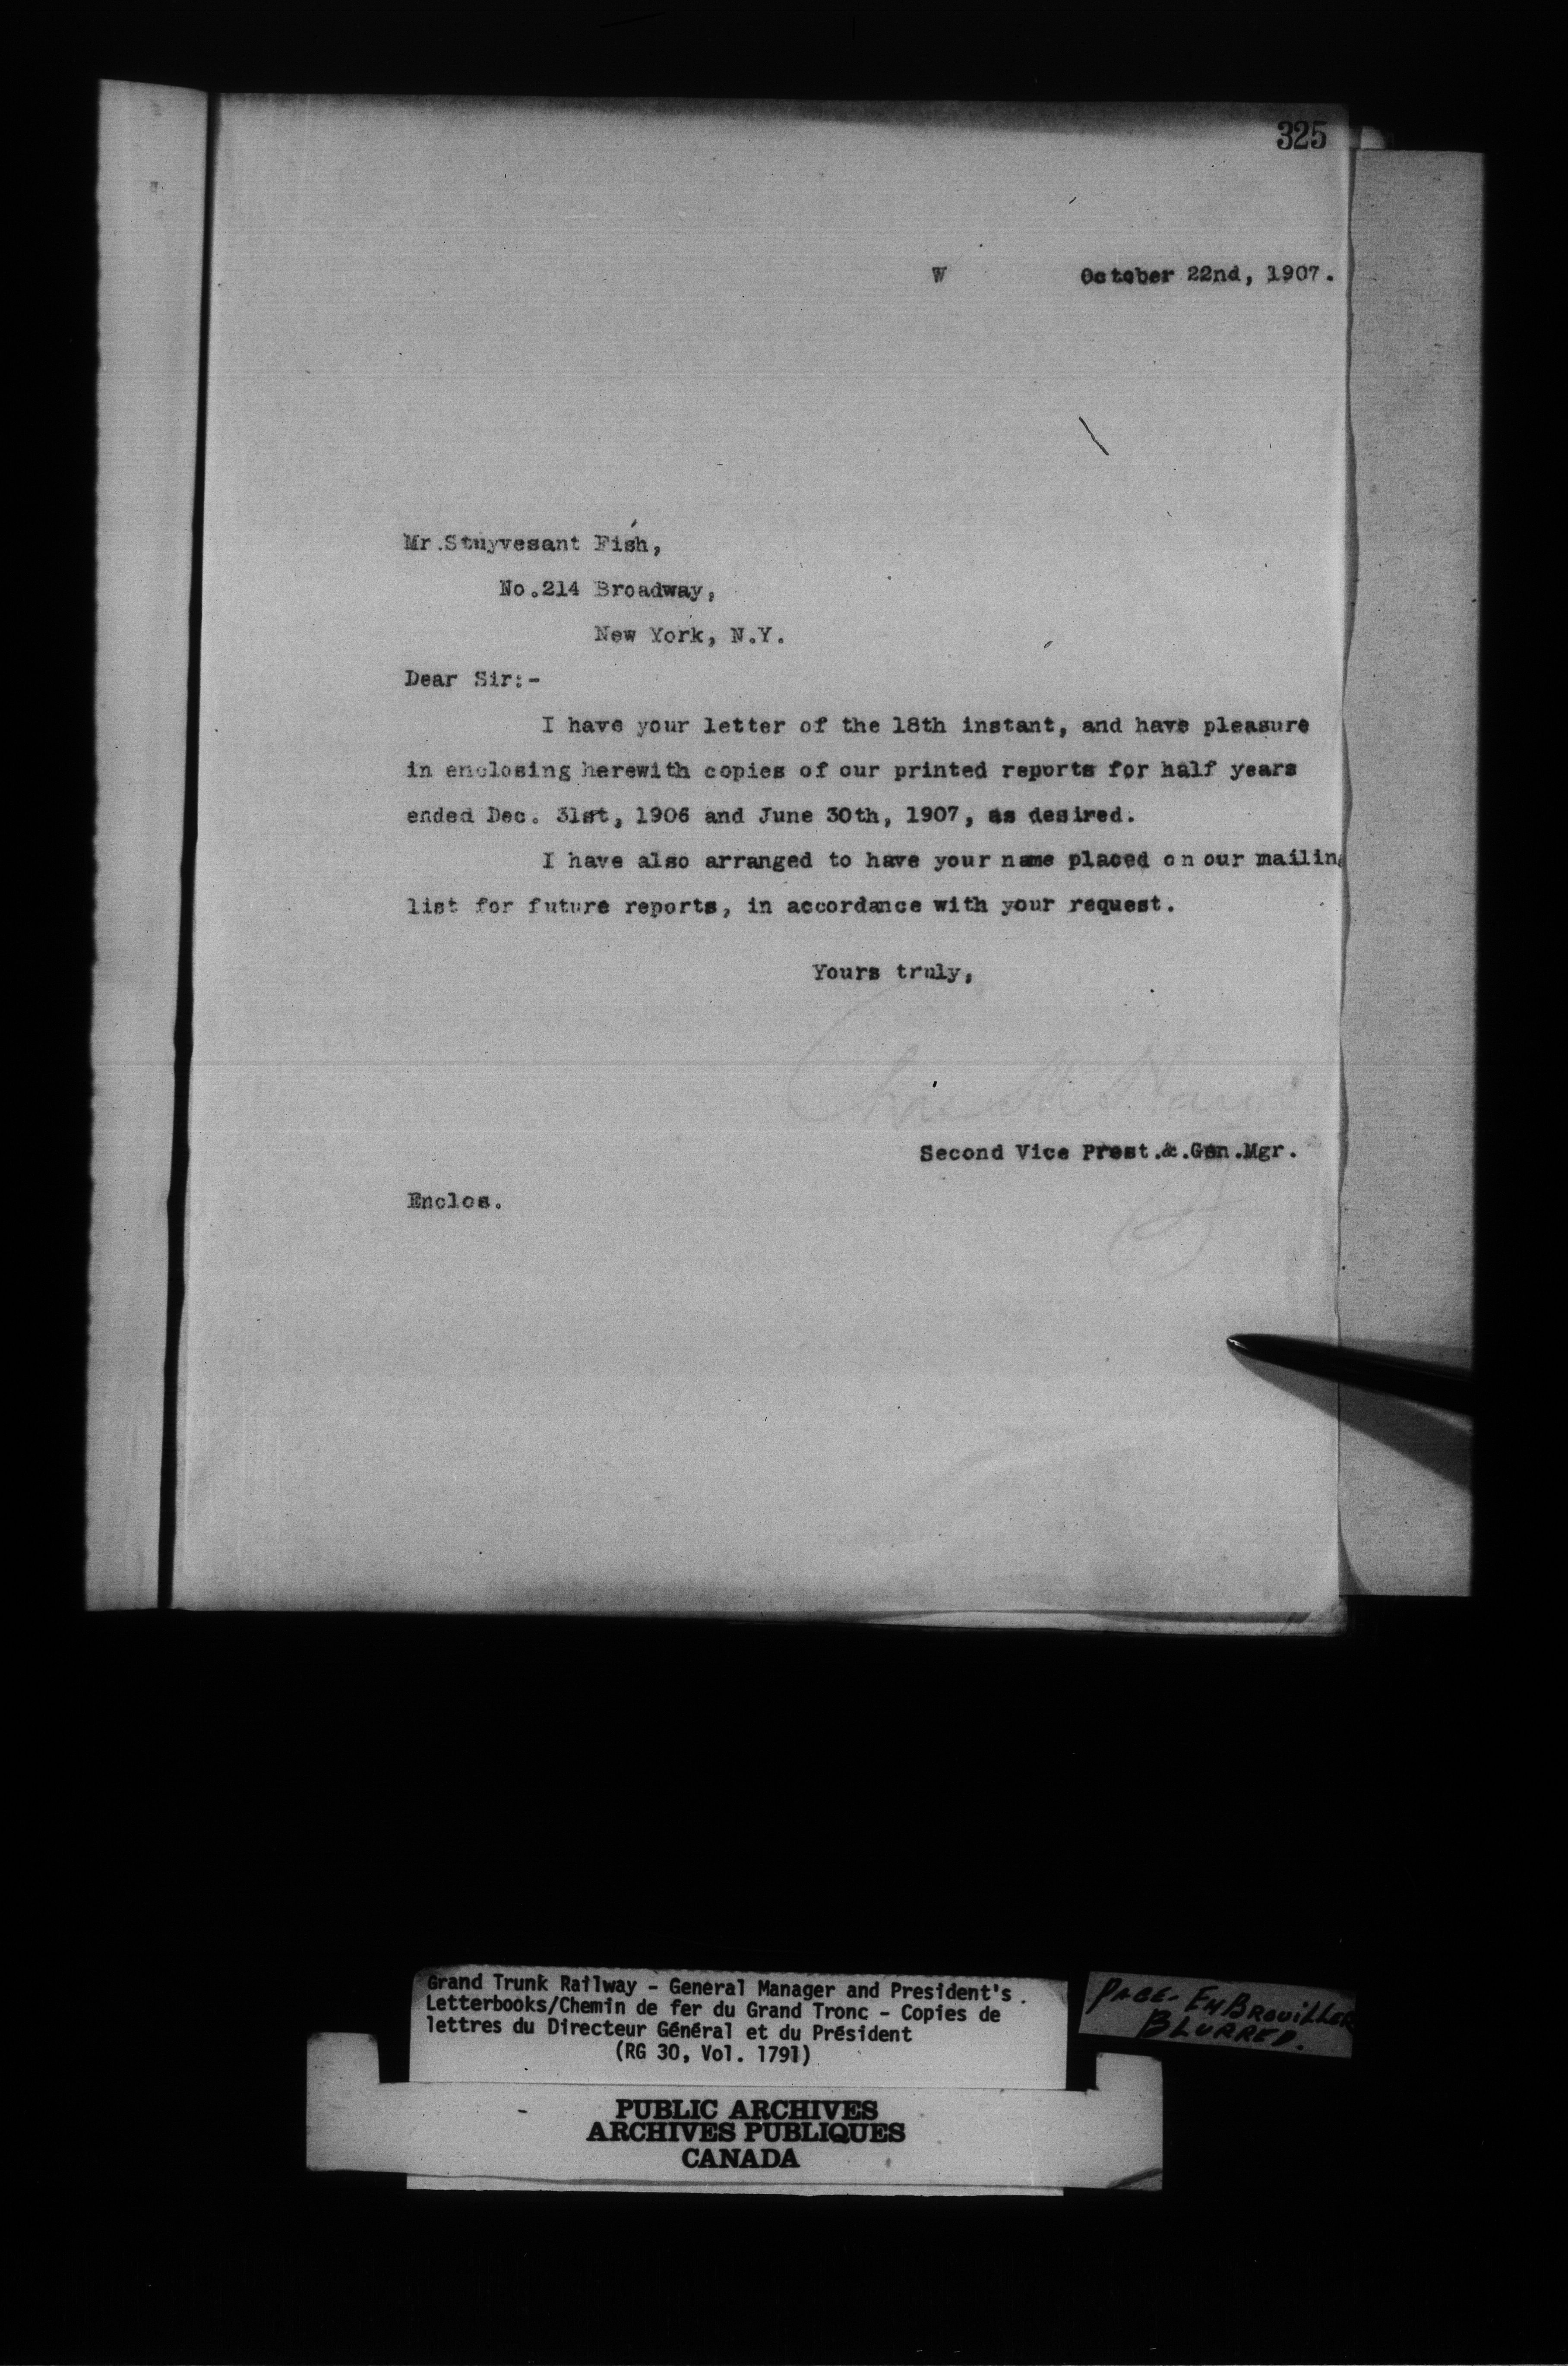 325
W October 22nd, 1907.
Mr.Stuyvesant Fish,
No.214 Broadway,
New York, N.Y.
Dear Sir:-
I have your letter of the 18th instant, and have pleasure
in enclosing herewith copies of our printed reports for half years
ended Dec. 31st, 1906 and June 30th, 1907, as desired.
I have also arranged to have your name placed on our mailing
list for future reports, in accordance with your request.
Yours truly,
Chas M Hays
Second Vice Prest.&.Gen.Mgr.
Enclos.
Grand Trunk Railway - General Manager and President's
Letterbooks/Chemin de fer du Grand Tronc - Copies de
lettres du Directeur Général et du Président
(RG 30, Vol. 1791)
PAGE - EMBROUILLER
BLURRED.
PUBLIC ARCHIVES
ARCHIVES PUBLIQUES
CANADA